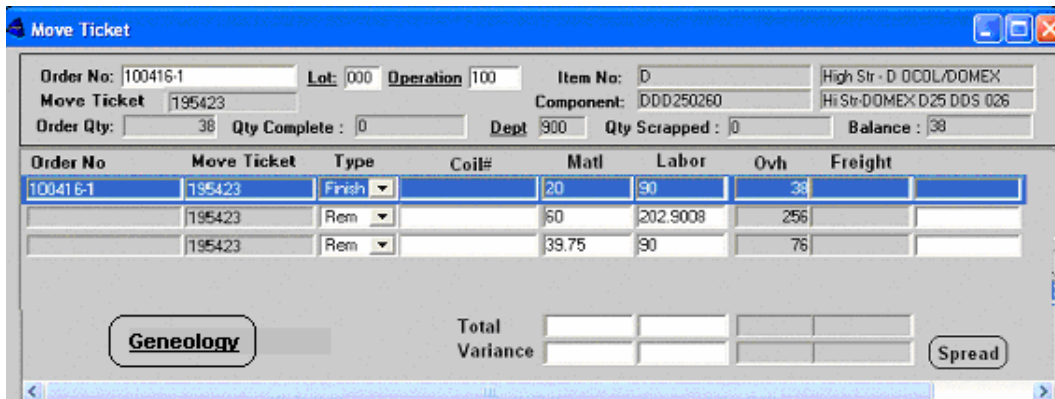 Move Ticket
Order No: 100416-1 Lot: 000 Operation 100 Item No: D High Str - D OCOL/DOMEX
Move Ticket 195423 Component: DDD250260 Hi Str-DOMEX D25 DDS 026
Order Qty: 38 Qty Complete : 0 Dept 900 Qty Scrapped : 0 Balance : 38
Order No Move Ticket Type Coil# Matl Labor Ovh Freight
100416-1 195423 Finish 20 90 38
195423 Rem 60 202.9008 256
195423 Rem 39.75 90 76
Total
Geneology
Variance Spread